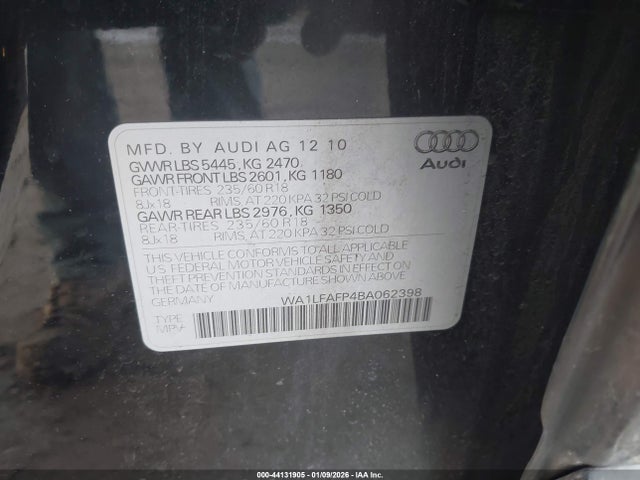 MFD. BY AUDI AG 12 10
GVWR LBS 5445, KG 2470
GAWR FRONT LBS 2601, KG 1180
FRONT-TIRES 235/60 R18
8Jx18 RIMS, AT 220 KPA 32 PSI COLD
GAWR REAR LBS 2976, KG 1350
REAR-TIRES 235/60 R18
8Jx18 RIMS, AT 220 KPA 32 PSI COLD
Audi
THIS VEHICLE CONFORMS TO ALL APPLICABLE
U.S. FEDERAL MOTOR VEHICLE SAFETY AND
THEFT PREVENTION STANDARDS IN EFFECT ON
THE DATE OF MANUFACTURE SHOWN ABOVE
GERMANY WA1LFAFP4BA062398
TYPE:
MPV
000-44131905 - 01/09/2026 - IAA Inc.